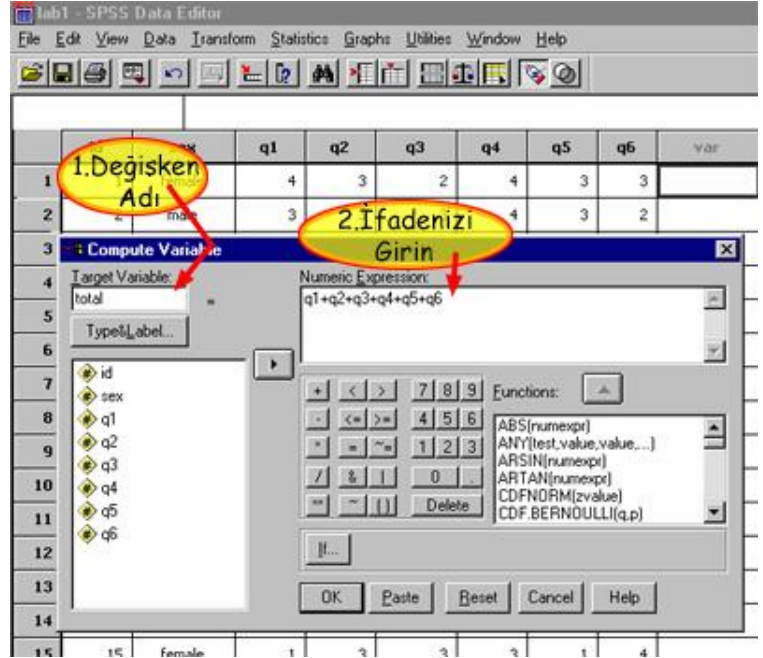 lab1 - SPSS Data Editor
File Edit View Data Transform Statistics Graphs Utilities Window Help
q1 q2 q3 q4 q5 q6 var
1 4 3 2 4 3 3
2 male 3 4 3 2
1.Değisken
Adı
2.İfadenizi
Girin
3
Compute Variable
4
Target Variable:
Numeric Expression:
total = q1+q2+q3+q4+q5+q6
5
Type&Label...
6
7
8
9
10
11
12
13
14
id
sex
q1
q2
q3
q4
q5
q6
+ < > 7 8 9
- <= >= 4 5 6
* = ~= 1 2 3
/ & | 0 .
** ~ () Delete
Functions:
ABS(numexpr)
ANY(test,value,value,...)
ARSIN(numexpr)
ARTAN(numexpr)
CDFNORM(zvalue)
CDF.BERNOULLI(q,p)
If...
OK Paste Reset Cancel Help
15 15 female 1 3 3 3 1 4